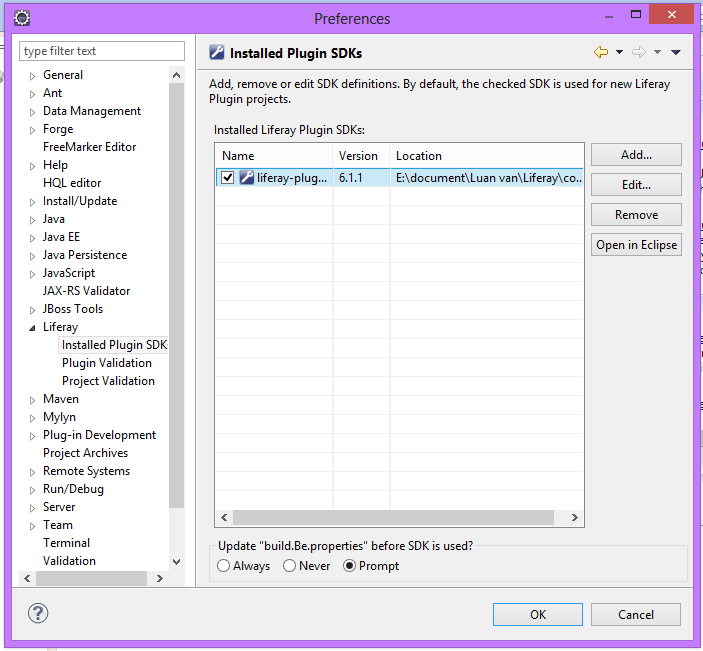 Preferences
type filter text
General
Ant
Data Management
Forge
FreeMarker Editor
Help
HQL editor
Install/Update
Java
Java EE
Java Persistence
JavaScript
JAX-RS Validator
JBoss Tools
Liferay
Installed Plugin SDK
Plugin Validation
Project Validation
Maven
Mylyn
Plug-in Development
Project Archives
Remote Systems
Run/Debug
Server
Team
Terminal
Validation
Installed Plugin SDKs
Add, remove or edit SDK definitions. By default, the checked SDK is used for new Liferay
Plugin projects.
Installed Liferay Plugin SDKs:
Name Version Location
liferay-plug... 6.1.1 E:\document\Luan van\Liferay\co...
Add...
Edit...
Remove
Open in Eclipse
Update "build.Be.properties" before SDK is used?
Always Never Prompt
OK Cancel